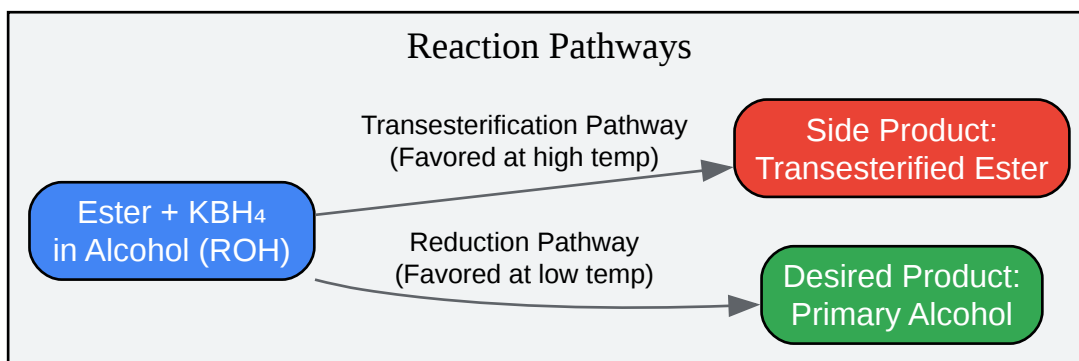 Reaction Pathways
Transesterification Pathway
(Favored at high temp)
Side Product:
Transesterified Ester
Ester + KBH₄
in Alcohol (ROH)
Reduction Pathway
(Favored at low temp)
Desired Product:
Primary Alcohol